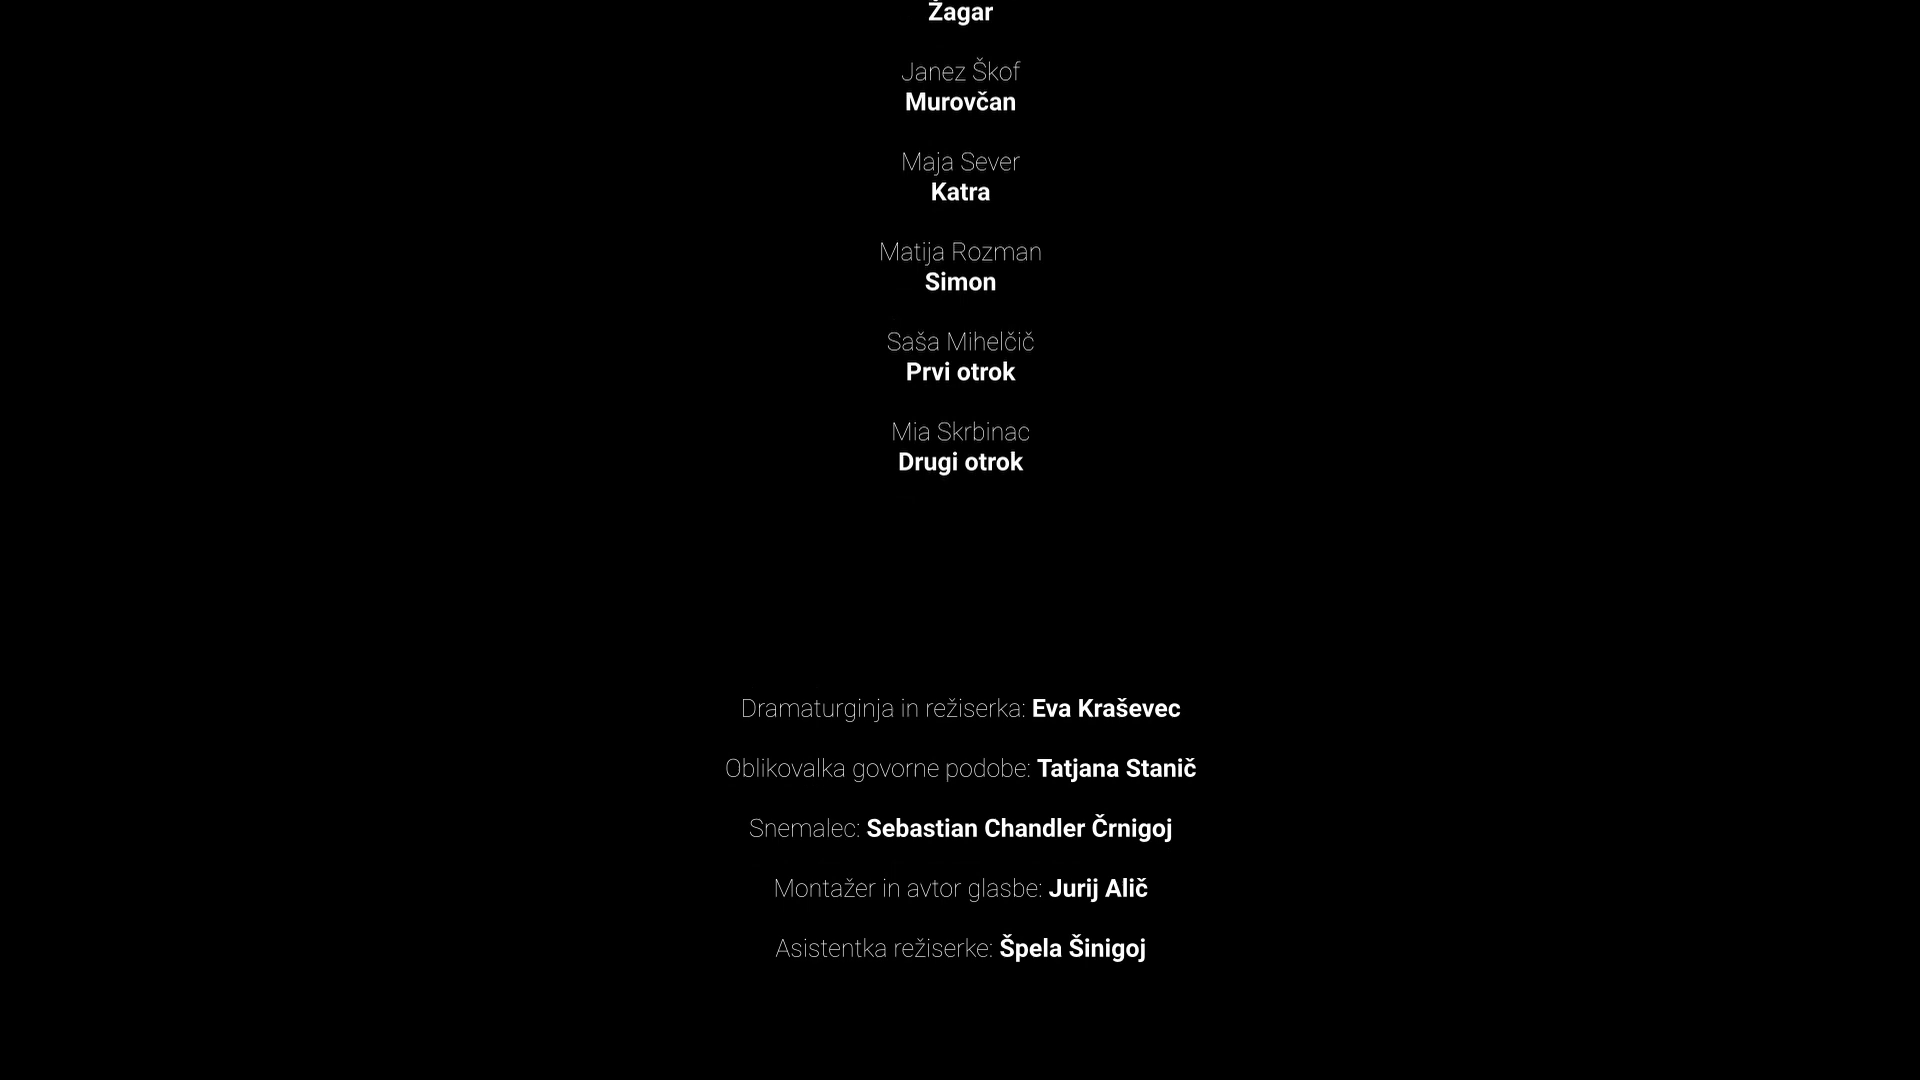 Žagar
Janez Škof
Murovčan
Maja Sever
Katra
Matija Rozman
Simon
Saša Mihelčič
Prvi otrok
Mia Skrbinac
Drugi otrok
Dramaturginja in režiserka: Eva Kraševec
Oblikovalka govorne podobe: Tatjana Stanič
Snemalec: Sebastian Chandler Črnigoj
Montažer in avtor glasbe: Jurij Alič
Asistentka režiserke: Špela Šinigoj